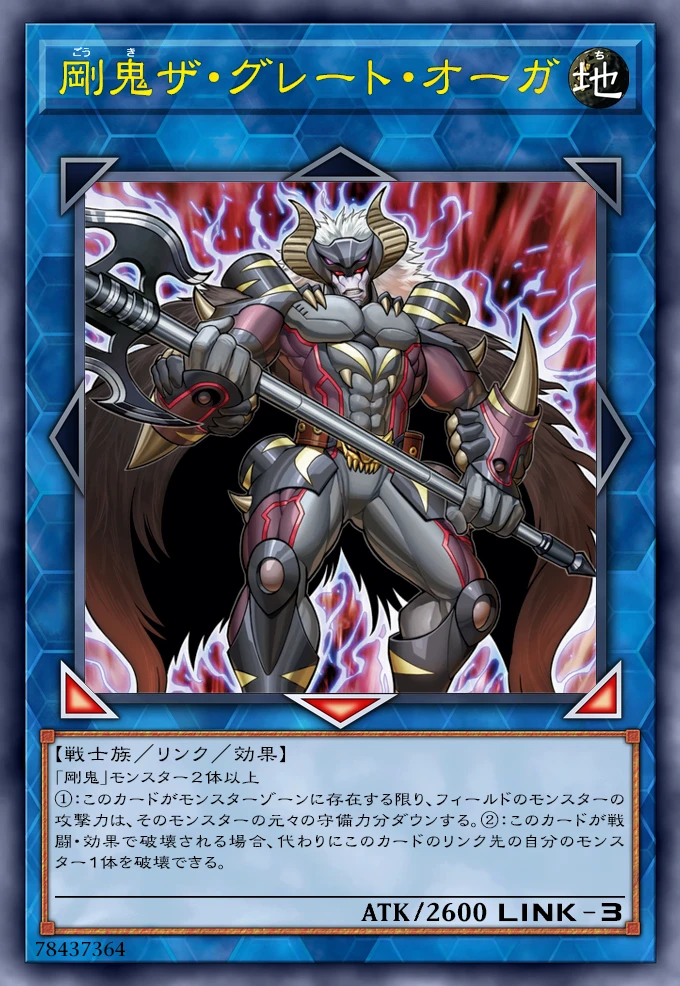 ごう き
剛鬼ザ・グレート・オーガ
ち
地
【戦士族／リンク／効果】
「剛鬼」モンスター２体以上
①：このカードがモンスターゾーンに存在する限り、フィールドのモンスターの
攻撃力は、そのモンスターの元々の守備力分ダウンする。②：このカードが戦
闘・効果で破壊される場合、代わりにこのカードのリンク先の自分のモンス
ター１体を破壊できる。
ATK/2600 LINK-3
78437364